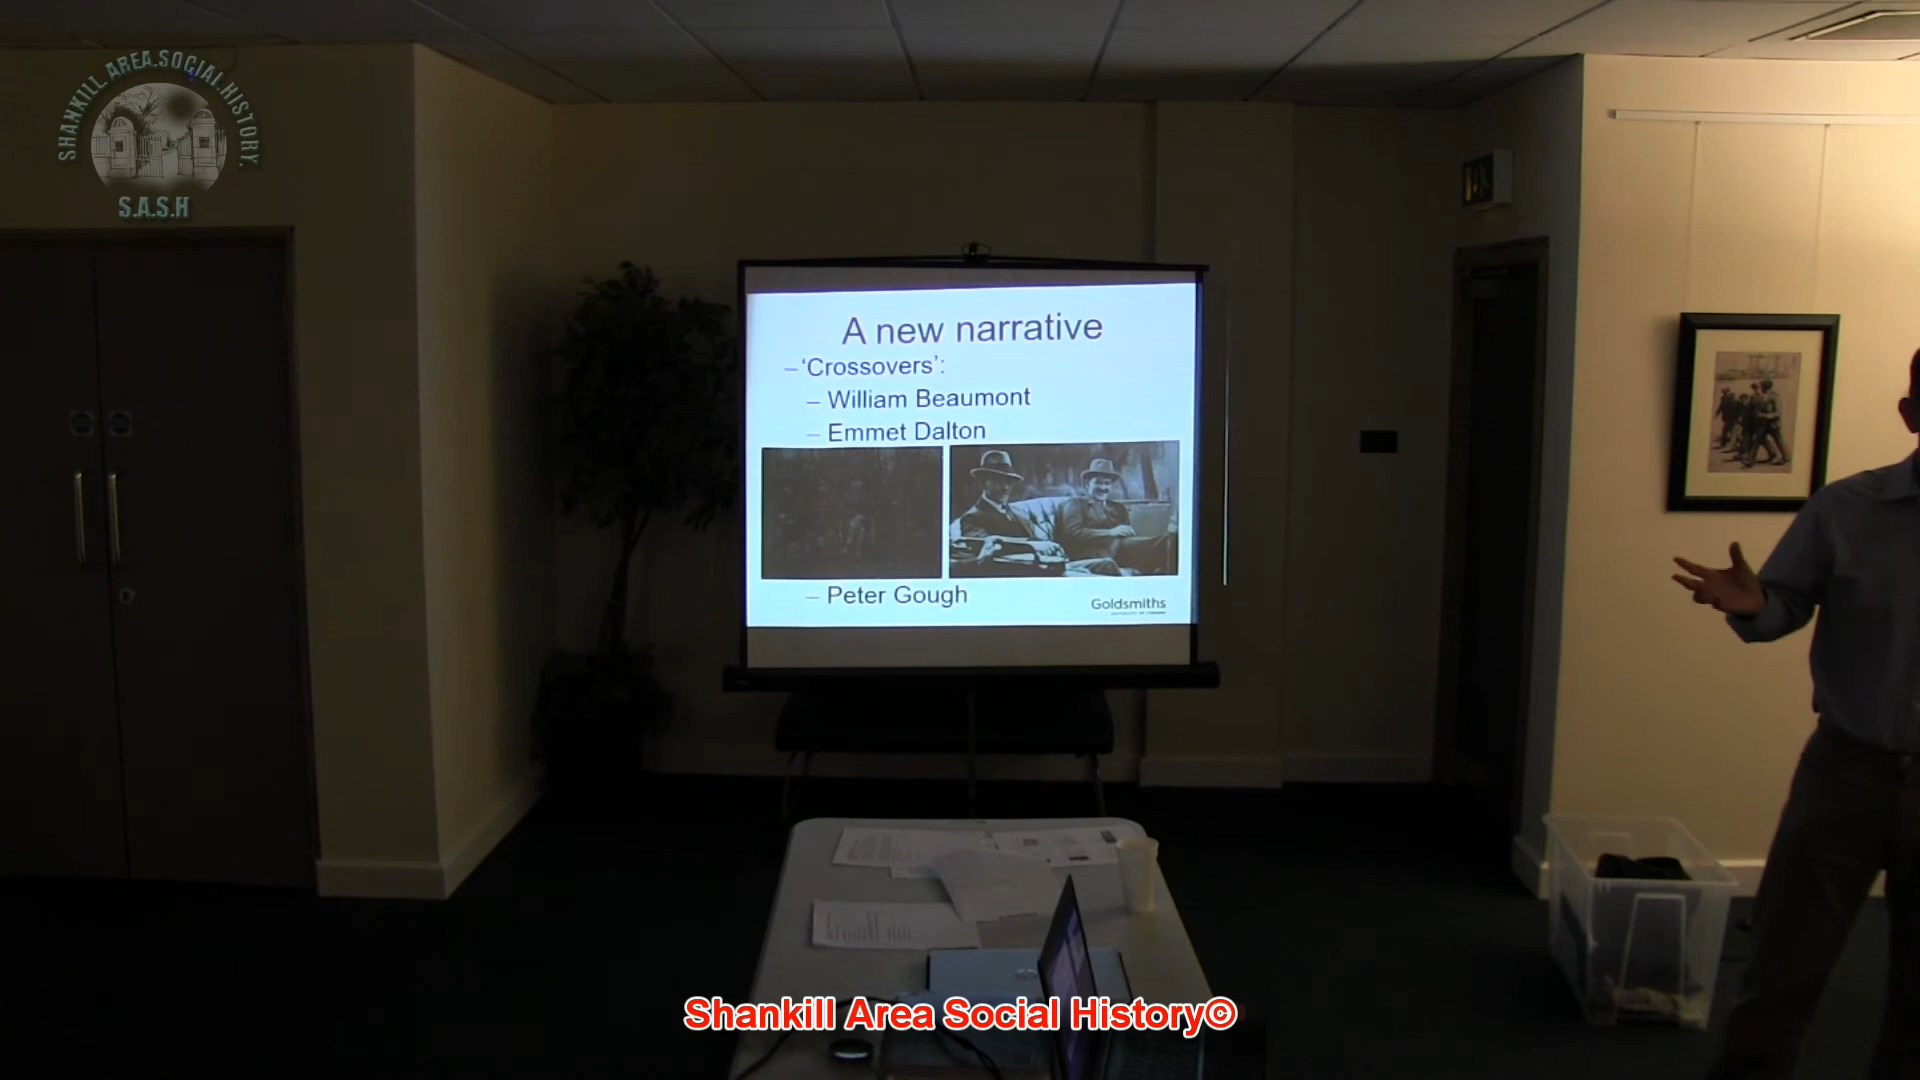 SHANKILL.AREA.SOCIAL.HISTORY.
S.A.S.H
A new narrative
– ‘Crossovers’:
– William Beaumont
– Emmet Dalton
– Peter Gough
Goldsmiths
Shankill Area Social History©